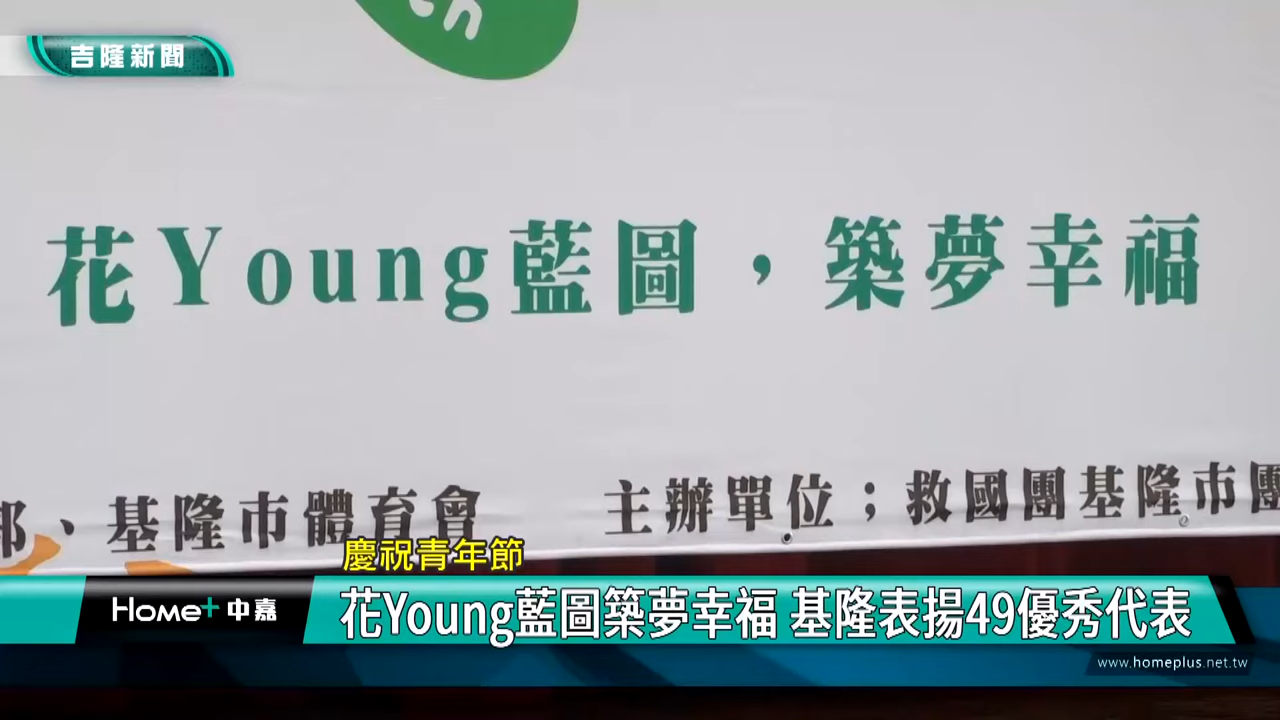 吉隆新聞
花Young藍圖，築夢幸福
、基隆市體育會 主辦單位；救國團基隆市團
慶祝青年節
Home+中嘉
花Young藍圖築夢幸福 基隆表揚49優秀代表
www.homeplus.net.tw